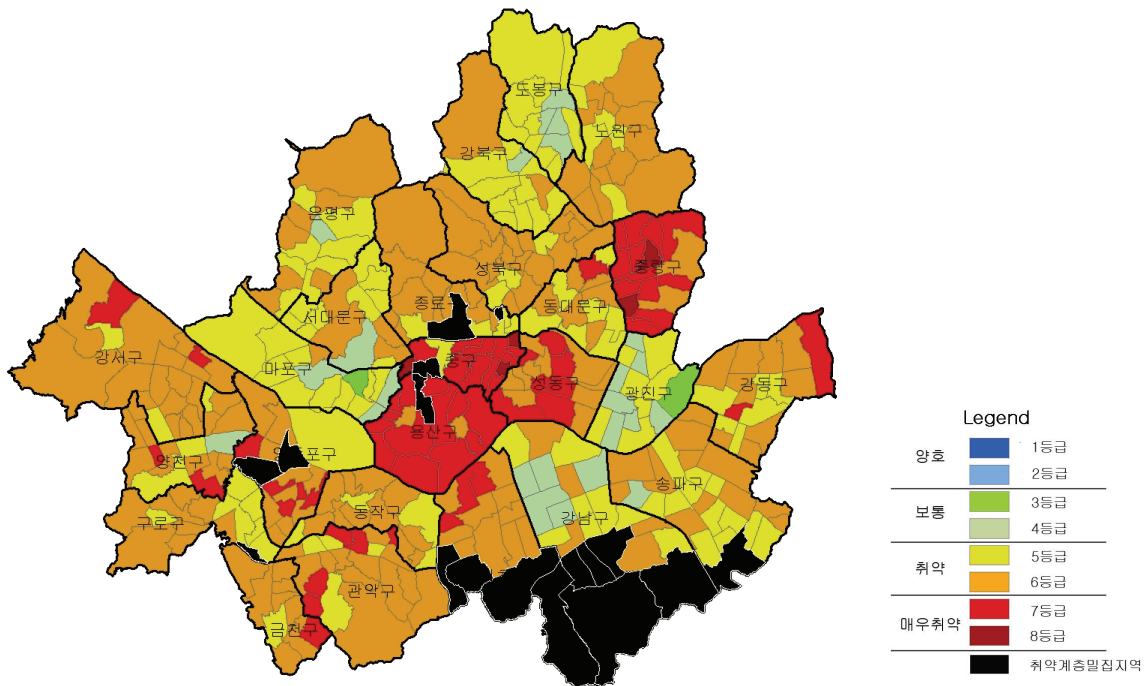 도봉구
노원구
강북구
은평구
중랑구
성북구
종로구
동대문구
서대문구
강서구
마포구
중구
성동구
광진구
강동구
용산구
양천구
송파구
구로구
동작구
강남구
관악구
금천구
Legend
양호
1등급
2등급
보통
3등급
4등급
취약
5등급
6등급
매우취약
7등급
8등급
취약계층밀집지역